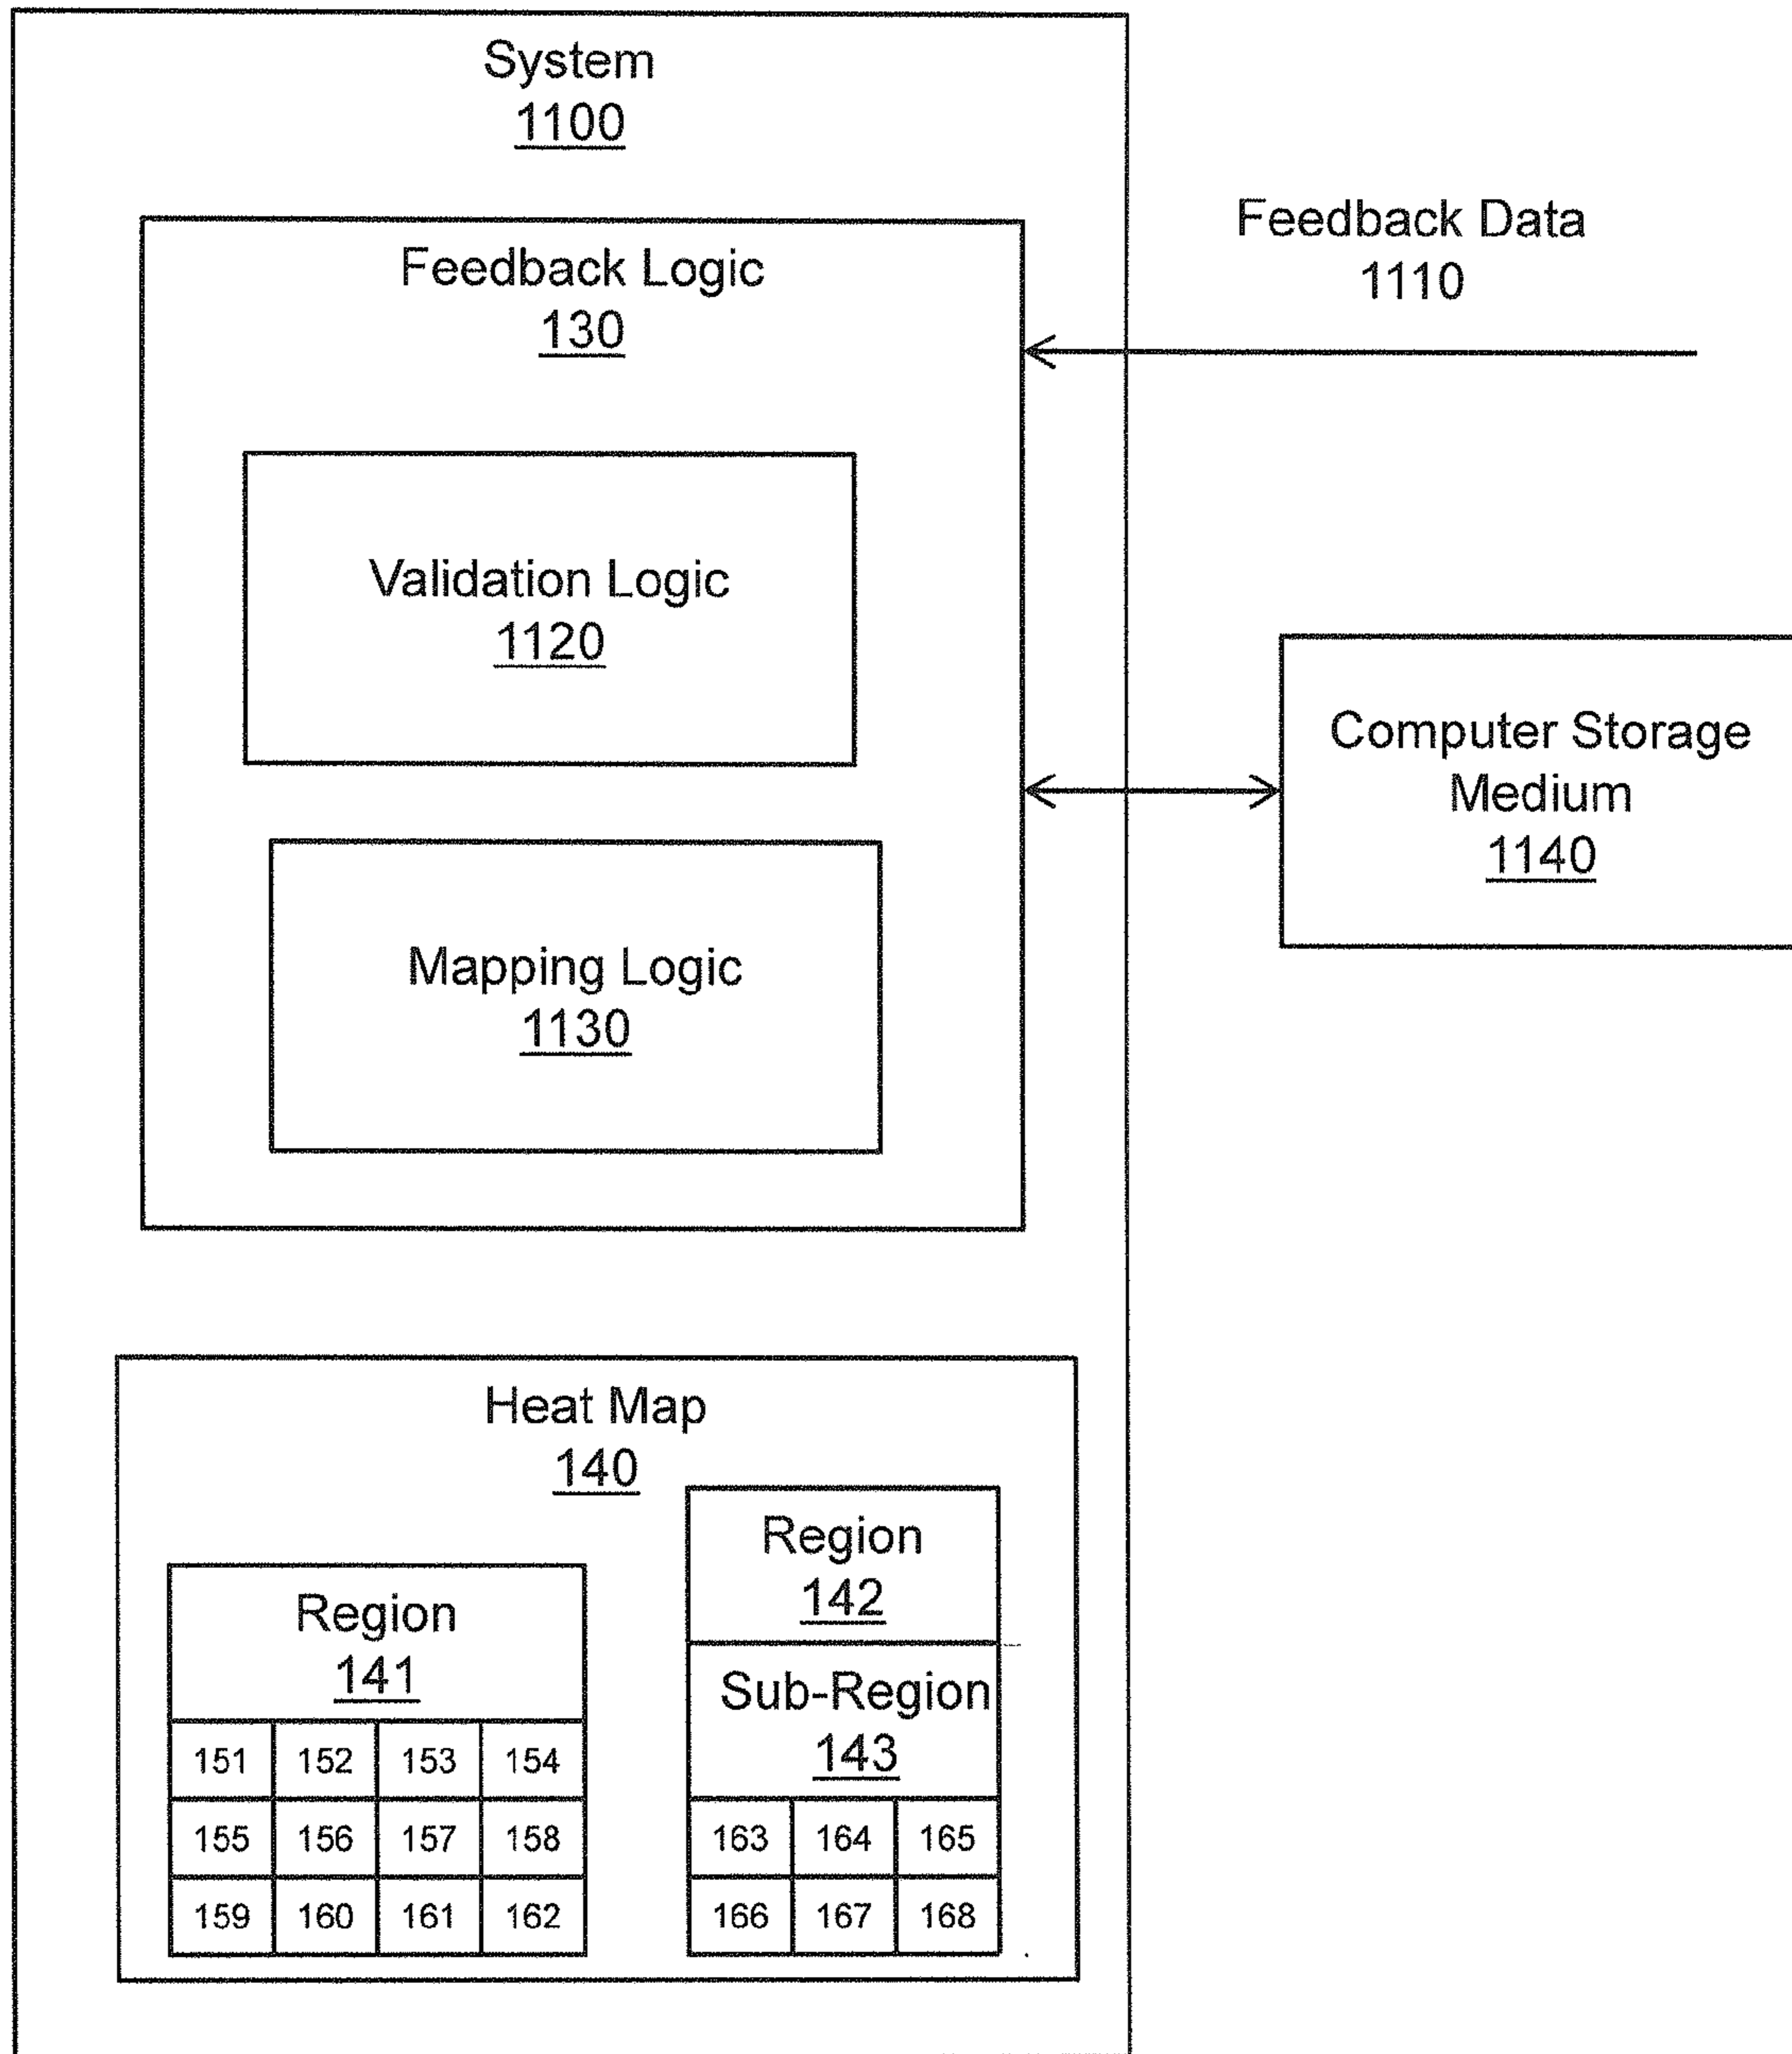 System
1100
Feedback Logic
130
Feedback Data
1110
Validation Logic
1120
Computer Storage
Medium
1140
Mapping Logic
1130
Heat Map
140
Region
141
151 152 153 154
155 156 157 158
159 160 161 162
Region
142
Sub-Region
143
163 164 165
166 167 168